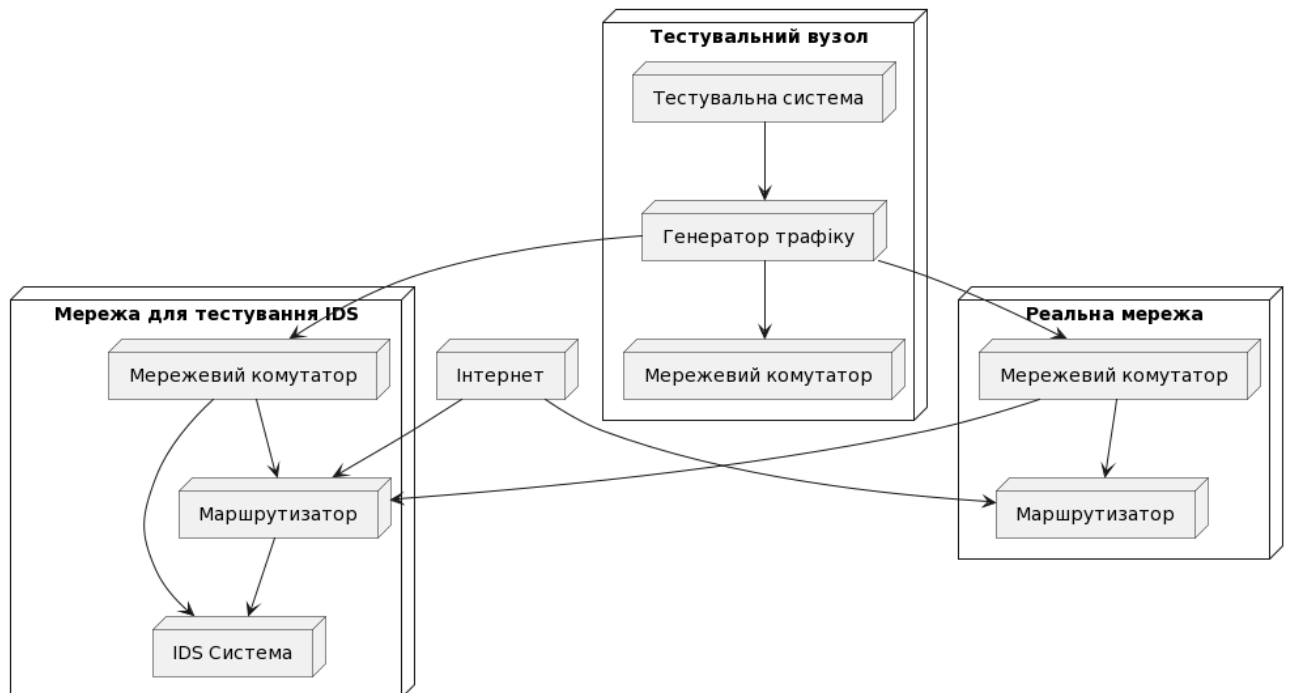 Тестувальний вузол
Тестувальна система
Генератор трафіку
Мережа для тестування IDS
Реальна мережа
Мережевий комутатор
Інтернет
Мережевий комутатор
Мережевий комутатор
Маршрутизатор
Маршрутизатор
IDS Система